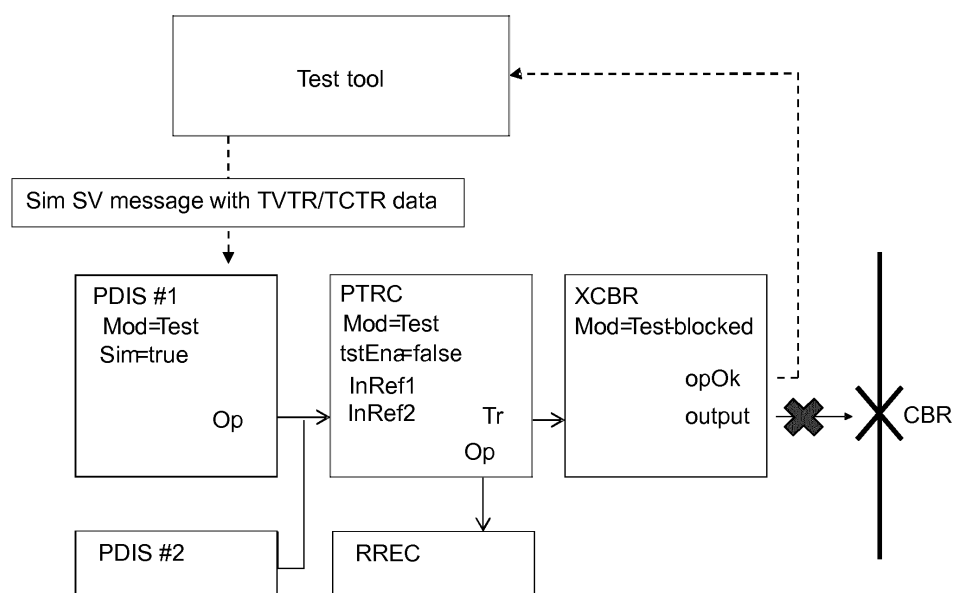 Test tool
Sim SV message with TVTR/TCTR data
PDIS #1
Mod=Test
Sim=true
Op
PTRC
Mod=Test
tstEna=false
InRef1
InRef2
Tr
Op
XCBR
Mod=Test-blocked
opOk
output
CBR
PDIS #2
RREC